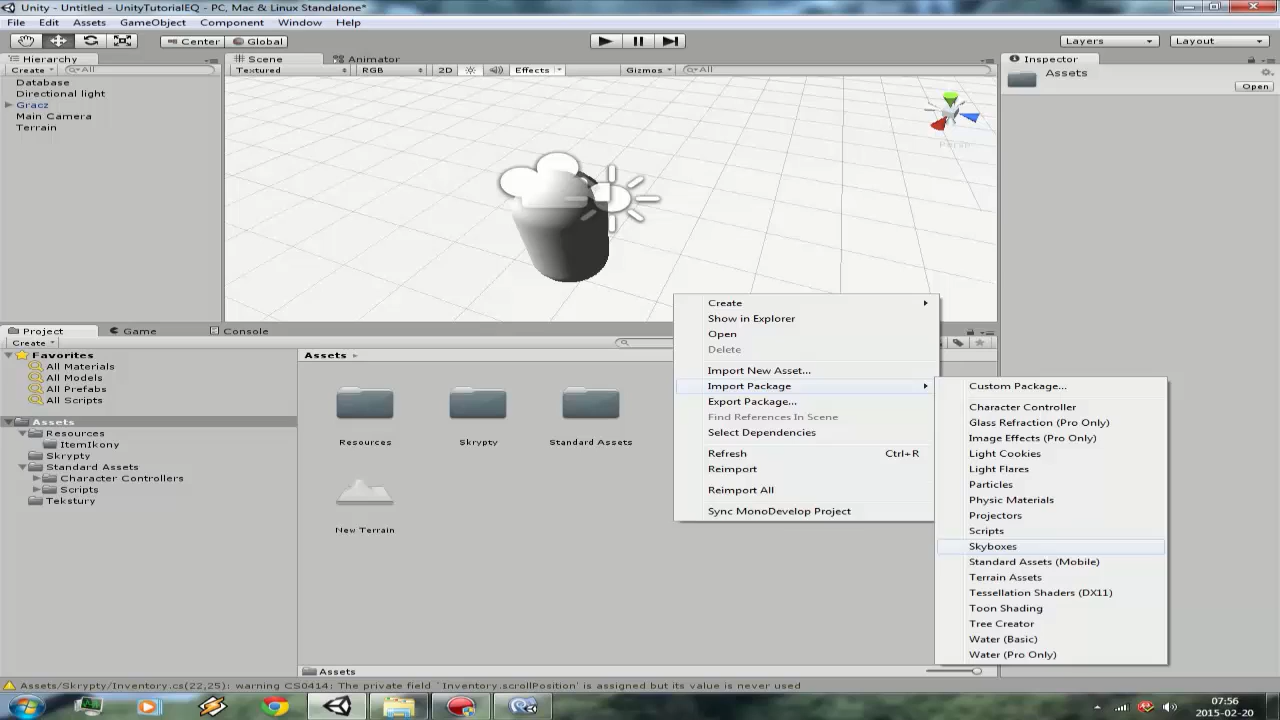 Unity - Untitled - UnityTutorialEQ - PC, Mac & Linux Standalone*
File Edit Assets GameObject Component Window Help
Center Global Layers Layout
Hierarchy
Create All
Database
Directional light
Gracz
Main Camera
Terrain
Scene Animator
Textured RGB 2D Effects Gizmos All
Persp
Inspector
Assets
Open
Project Game Console
Create
Favorites
All Materials
All Models
All Prefabs
All Scripts
Assets
Resources
ItemIkony
Skrypty
Standard Assets
Character Controllers
Scripts
Tekstury
Assets
Resources Skrypty Standard Assets
New Terrain
Assets
Create
Show in Explorer
Open
Delete
Import New Asset...
Import Package
Export Package...
Find References In Scene
Select Dependencies
Refresh Ctrl+R
Reimport
Reimport All
Sync MonoDevelop Project
Custom Package...
Character Controller
Glass Refraction (Pro Only)
Image Effects (Pro Only)
Light Cookies
Light Flares
Particles
Physic Materials
Projectors
Scripts
Skyboxes
Standard Assets (Mobile)
Terrain Assets
Tessellation Shaders (DX11)
Toon Shading
Tree Creator
Water (Basic)
Water (Pro Only)
Assets/Skrypty/Inventory.cs(22,25): warning CS0414: The private field `Inventory.scrollPosition' is assigned but its value is never used
07:56
2015-02-20